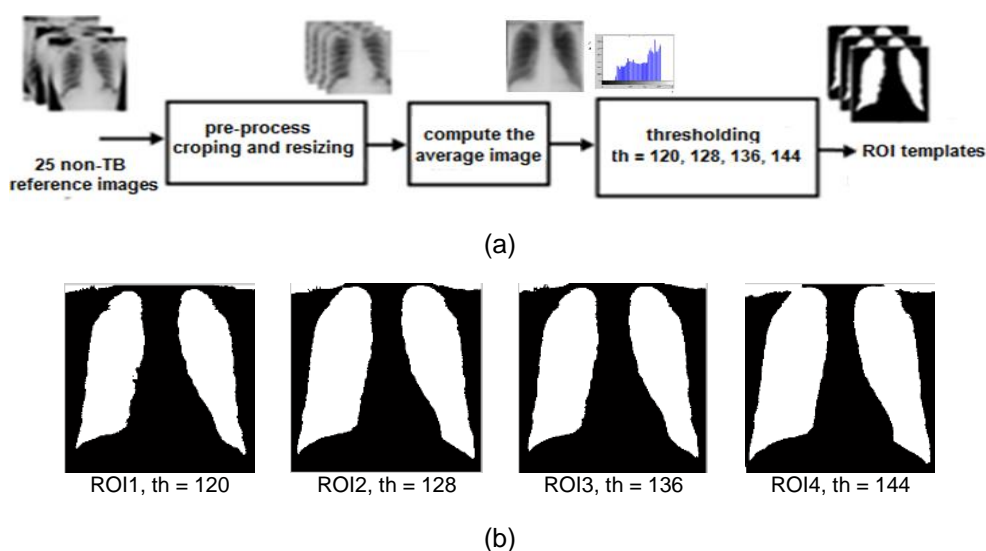 25 non-TB
reference images
pre-process
croping and resizing
compute the
average image
thresholding
th = 120, 128, 136, 144
ROI templates
(a)
ROI1, th = 120
ROI2, th = 128
ROI3, th = 136
ROI4, th = 144
(b)